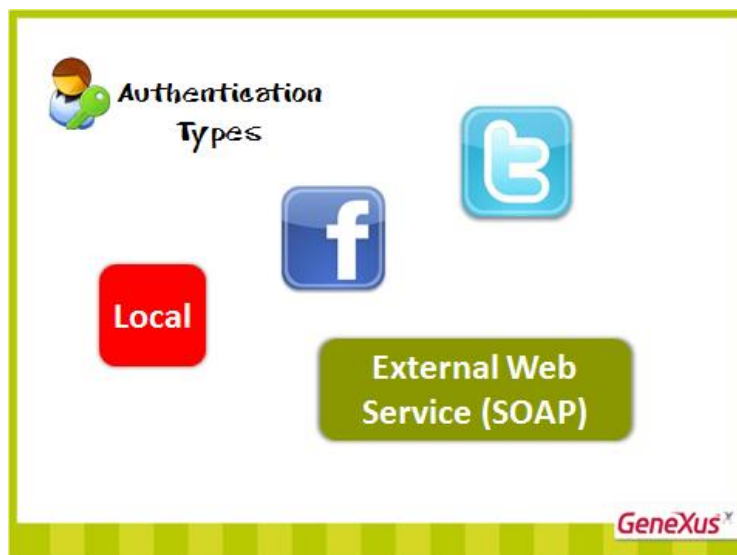 Authentication
Types
t
f
Local
External Web
Service (SOAP)
GeneXus X